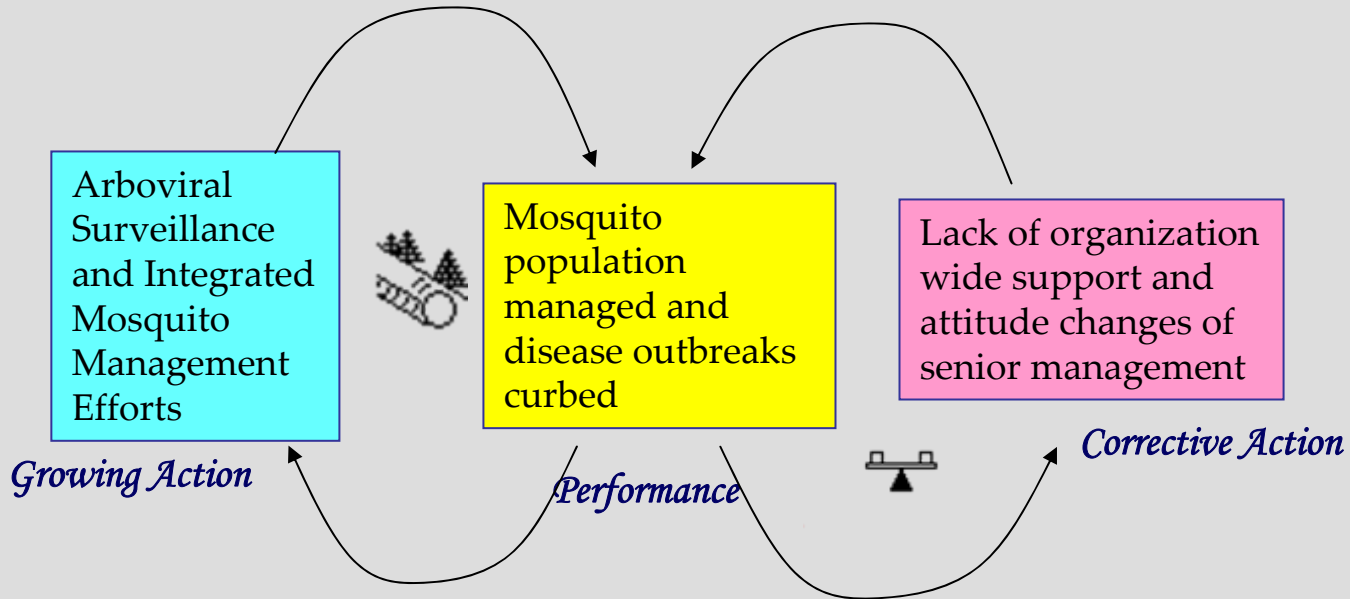 Arboviral
Surveillance
and Integrated
Mosquito
Management
Efforts
Growing Action
Mosquito
population
managed and
disease outbreaks
curbed
Performance
Lack of organization
wide support and
attitude changes of
senior management
Corrective Action